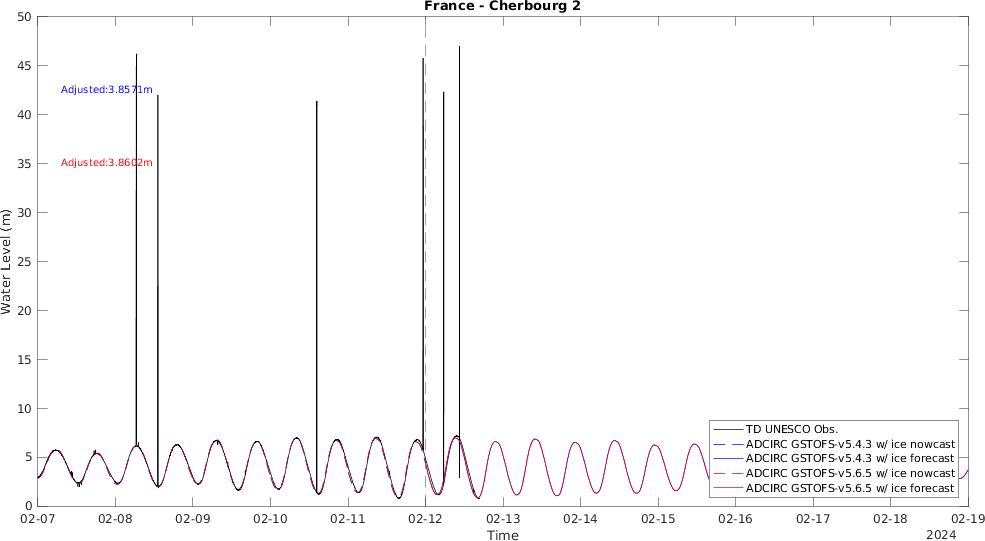 France - Cherbourg 2
50
45
40
35
30
25
20
15
10
5
0
Water Level (m)
Adjusted:3.8571m
Adjusted:3.8602m
TD UNESCO Obs.
ADCIRC GSTOFS-v5.4.3 w/ ice nowcast
ADCIRC GSTOFS-v5.4.3 w/ ice forecast
ADCIRC GSTOFS-v5.6.5 w/ ice nowcast
ADCIRC GSTOFS-v5.6.5 w/ ice forecast
02-07 02-08 02-09 02-10 02-11 02-12 02-13 02-14 02-15 02-16 02-17 02-18 02-19
Time
2024